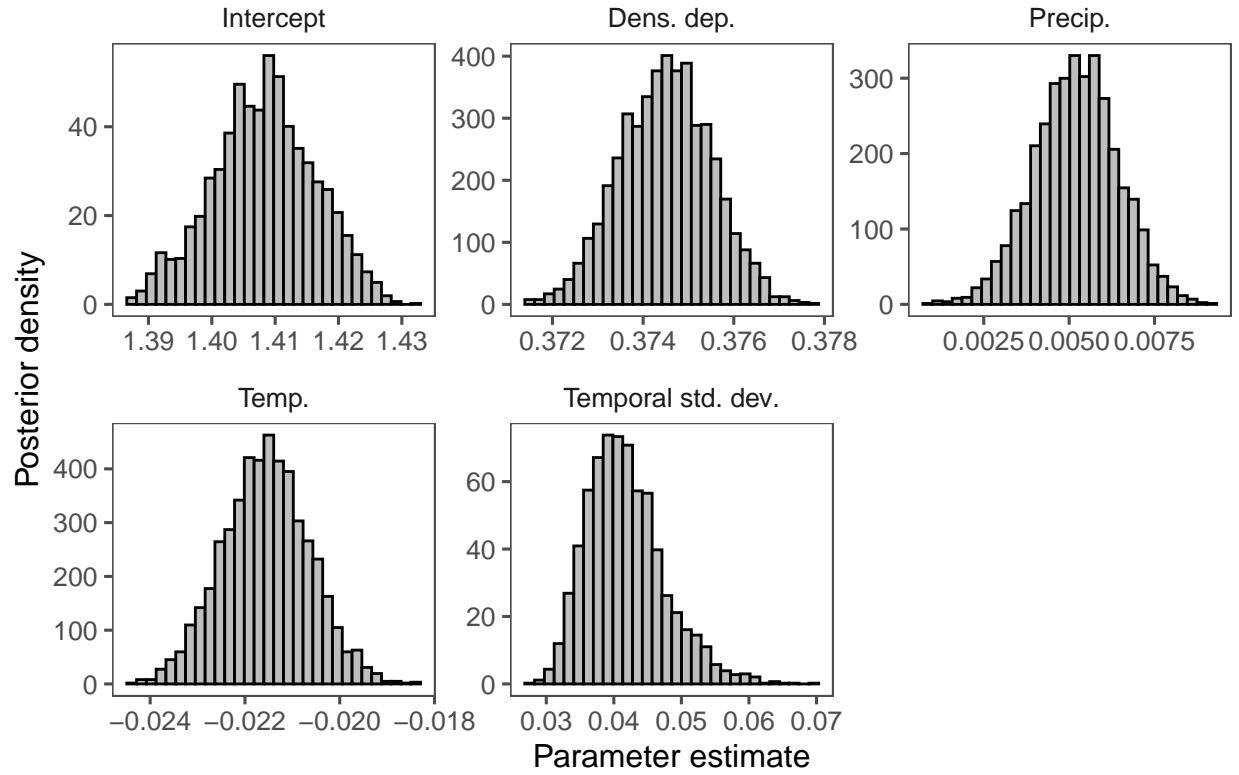 Intercept
Dens. dep.
Precip.
40
20
0
1.39 1.40 1.41 1.42 1.43
400
300
200
100
0
0.372 0.374 0.376 0.378
300
200
100
0
0.0025 0.0050 0.0075
Posterior density
Temp.
Temporal std. dev.
400
300
200
100
0
−0.024 −0.022 −0.020 −0.018
60
40
20
0
0.03 0.04 0.05 0.06 0.07
Parameter estimate